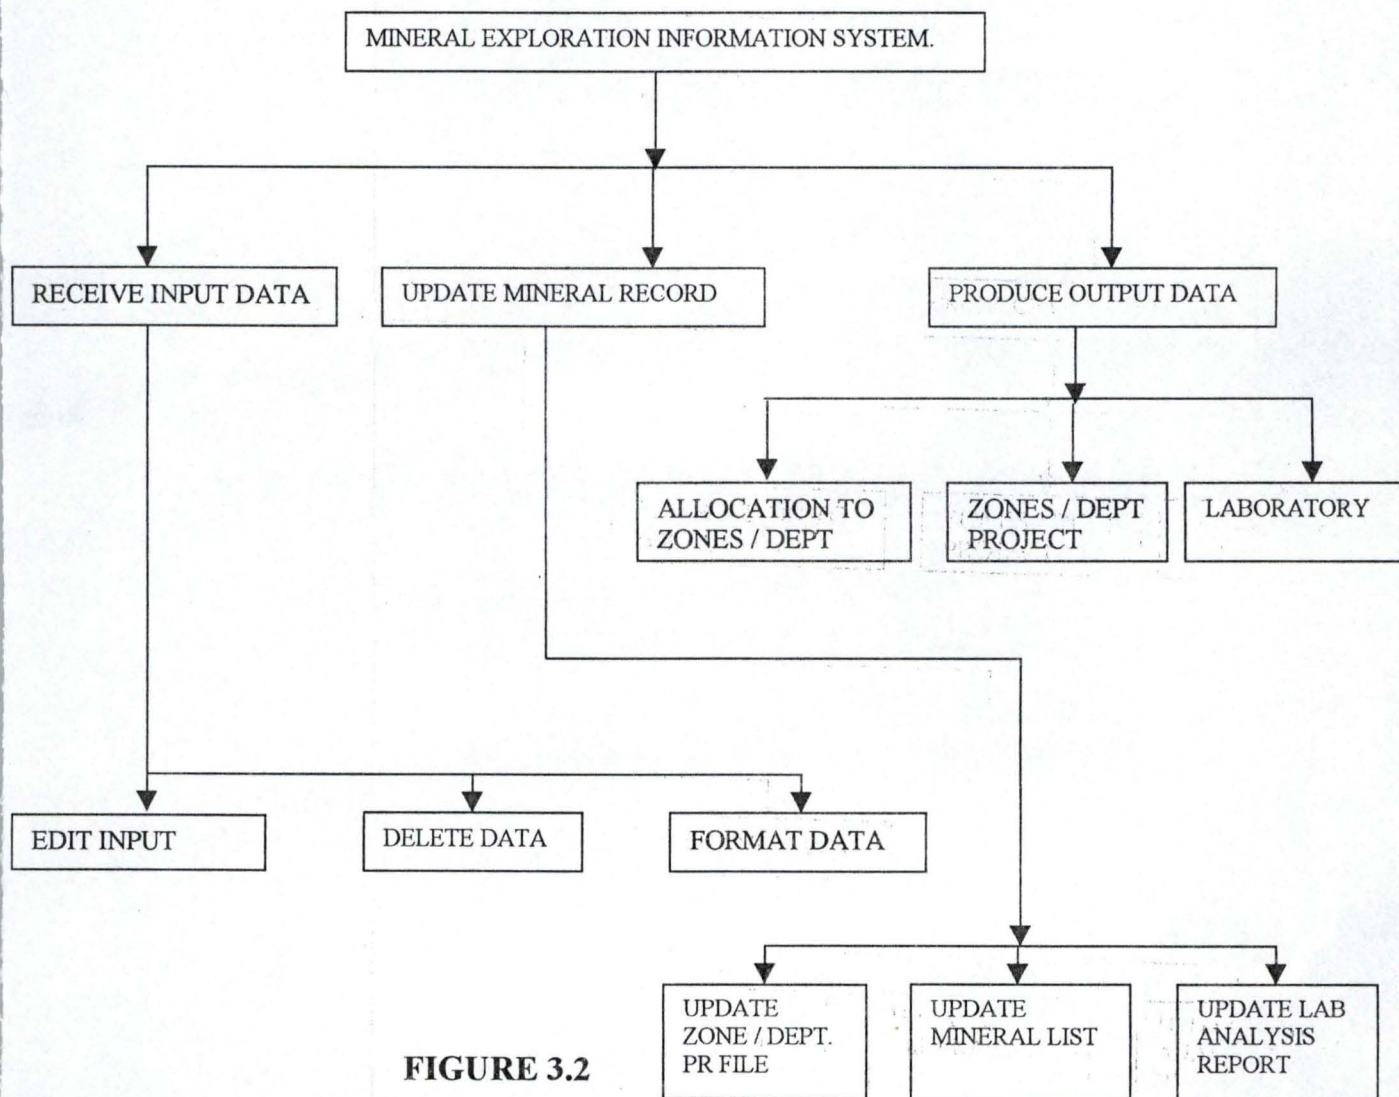 MINERAL EXPLORATION INFORMATION SYSTEM.
RECEIVE INPUT DATA
UPDATE MINERAL RECORD
PRODUCE OUTPUT DATA
ALLOCATION TO
ZONES / DEPT
ZONES / DEPT
PROJECT
LABORATORY
EDIT INPUT
DELETE DATA
FORMAT DATA
UPDATE
ZONE / DEPT.
PR FILE
UPDATE
MINERAL LIST
UPDATE LAB
ANALYSIS
REPORT
FIGURE 3.2